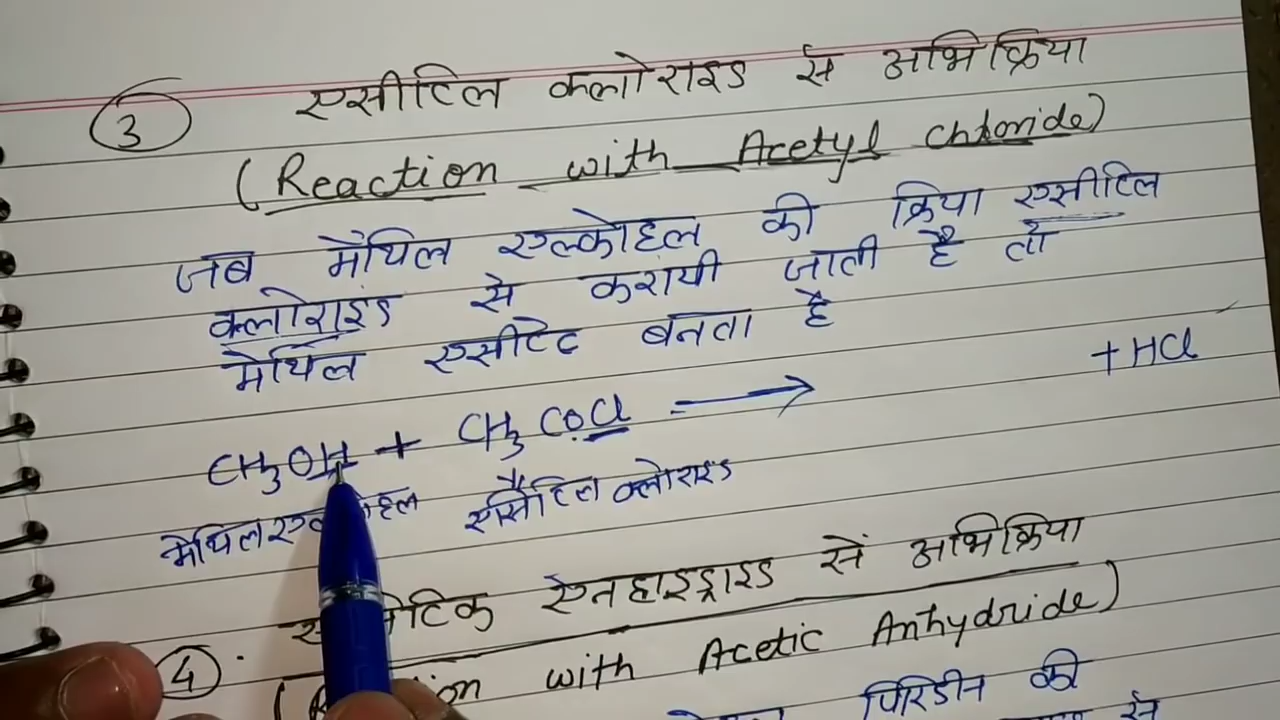 ③ एसीटिल क्लोराइड से अभिक्रिया
(Reaction with Acetyl Chloride)
जब मेथिल एल्कोहल की क्रिया एसीटिल
क्लोराइड से करायी जाती है तो
मेथिल एसीटेट बनता है
CH3OH + CH3COCl ⟶ + HCl
मेथिल एसिटिल क्लोराइड
④ ऐनहाइड्राइड सें अभिक्रिया
with Acetic Anhydride)
पिरिडीन की